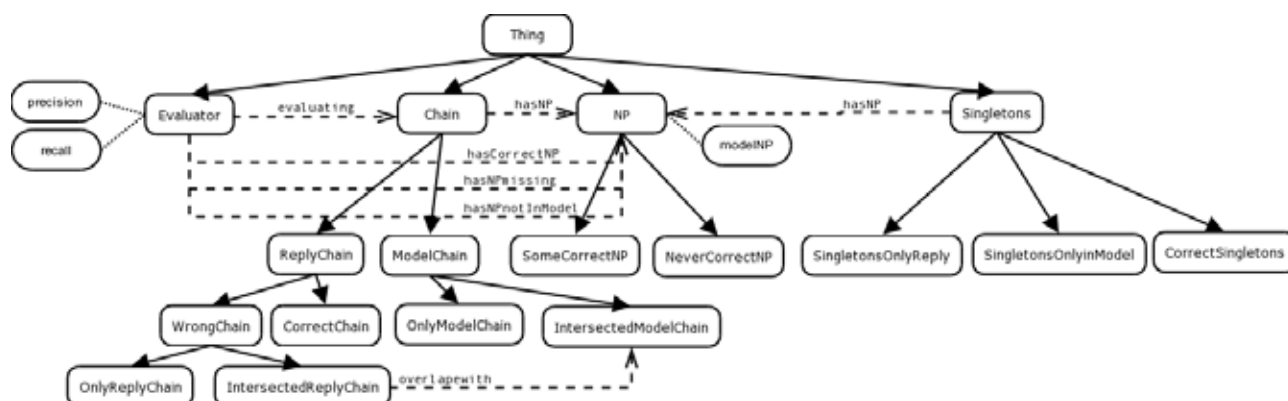 Thing
precision
Evaluator
evaluating
Chain
hasNP
NP
hasNP
Singletons
recall
modelNP
hasCorrectNP
hasNPmissing
hasNPnotInModel
ReplyChain
ModelChain
SomeCorrectNP
NeverCorrectNP
SingletonsOnlyReply
SingletonsOnlyinModel
CorrectSingletons
WrongChain
CorrectChain
OnlyModelChain
IntersectedModelChain
OnlyReplyChain
IntersectedReplyChain
overlapewith